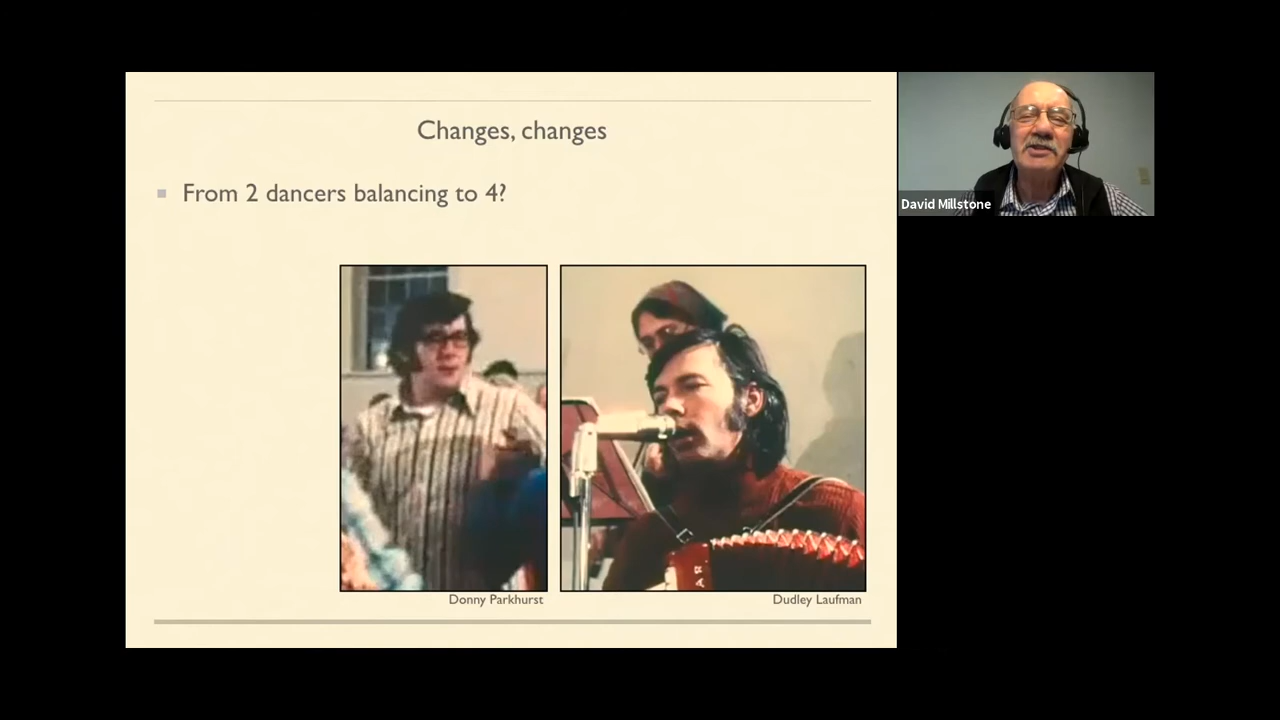 Changes, changes
From 2 dancers balancing to 4?
David Millstone
Donny Parkhurst
Dudley Laufman